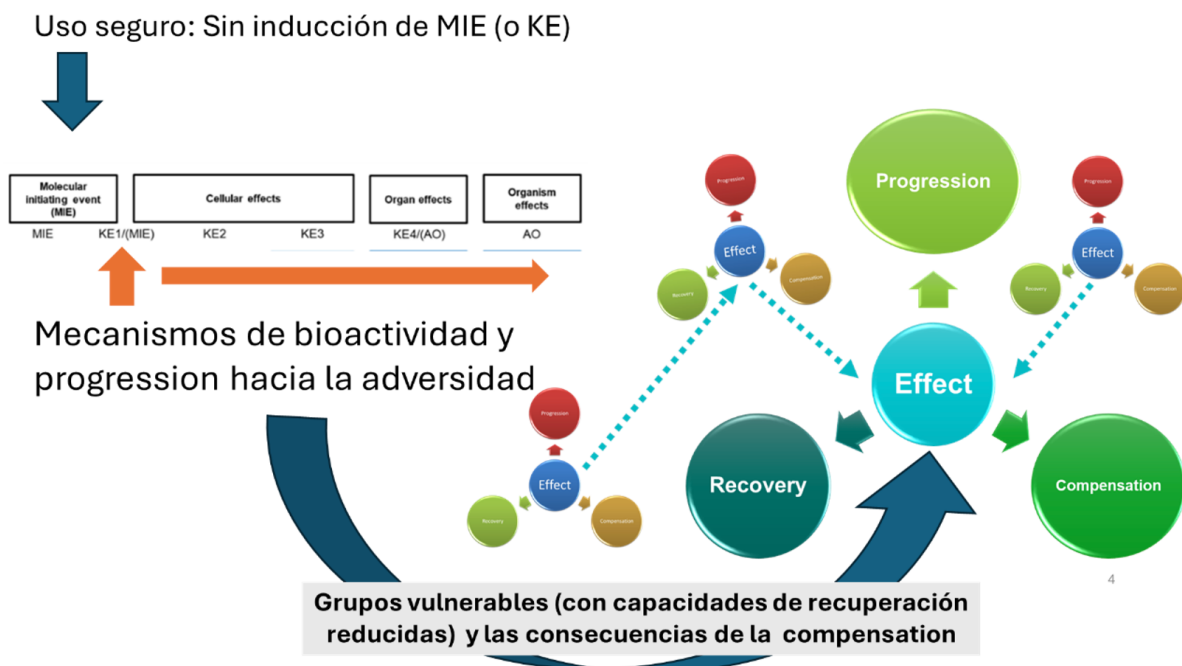 Uso seguro: Sin inducción de MIE (o KE)
Molecular
initiating event
(MIE)
Cellular effects
Organ effects
Organism
effects
MIE
KE1/(MIE)
KE2
KE3
KE4/(AO)
AO
Mecanismos de bioactividad y
progression hacia la adversidad
Progression
Effect
Recovery
Compensation
Progression
Effect
Recovery
Compensation
Progression
Effect
Recovery
Compensation
Progression
Effect
Recovery
Compensation
4
Grupos vulnerables (con capacidades de recuperación
reducidas) y las consecuencias de la compensation